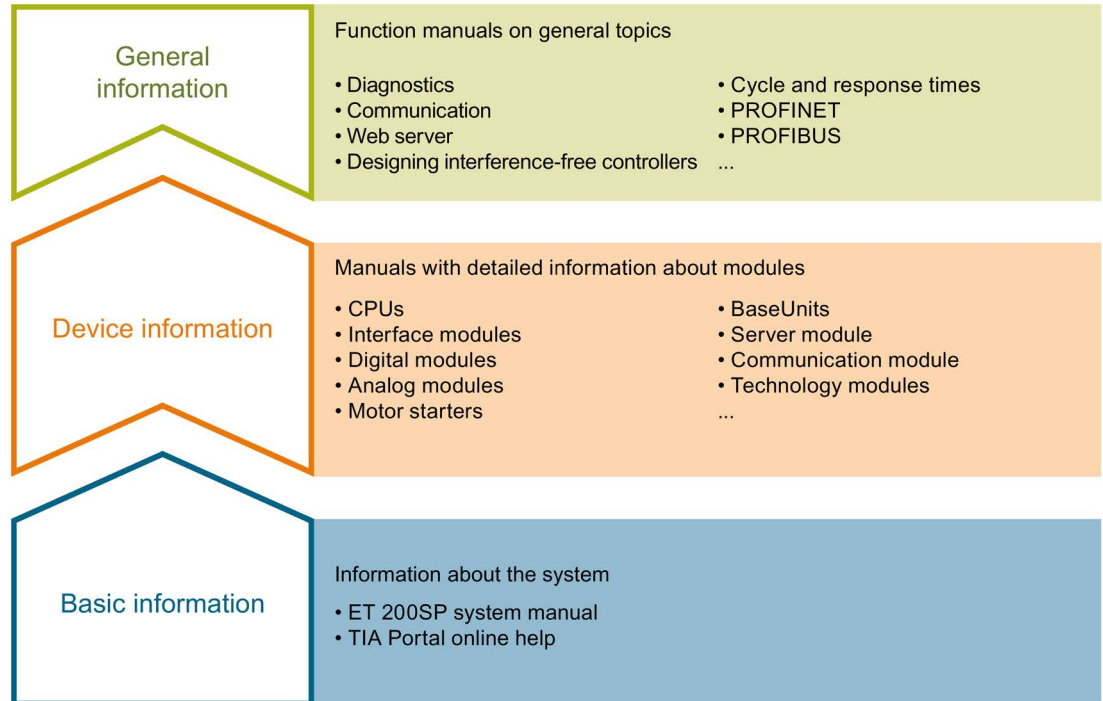 General
information
Function manuals on general topics
• Diagnostics
• Communication
• Web server
• Designing interference-free controllers
• Cycle and response times
• PROFINET
• PROFIBUS
...
Device information
Manuals with detailed information about modules
• CPUs
• Interface modules
• Digital modules
• Analog modules
• Motor starters
• BaseUnits
• Server module
• Communication module
• Technology modules
...
Basic information
Information about the system
• ET 200SP system manual
• TIA Portal online help